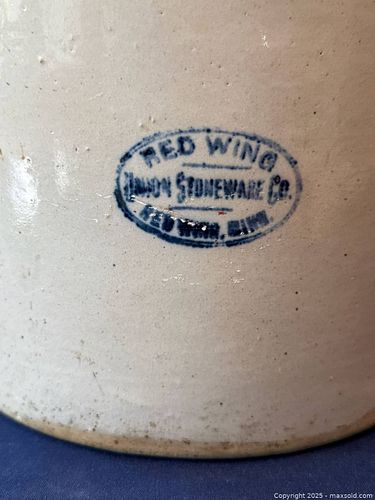 RED WING
UNION STONEWARE CO.
RED WING, MINN.
Copyright 2025 - maxsold.com